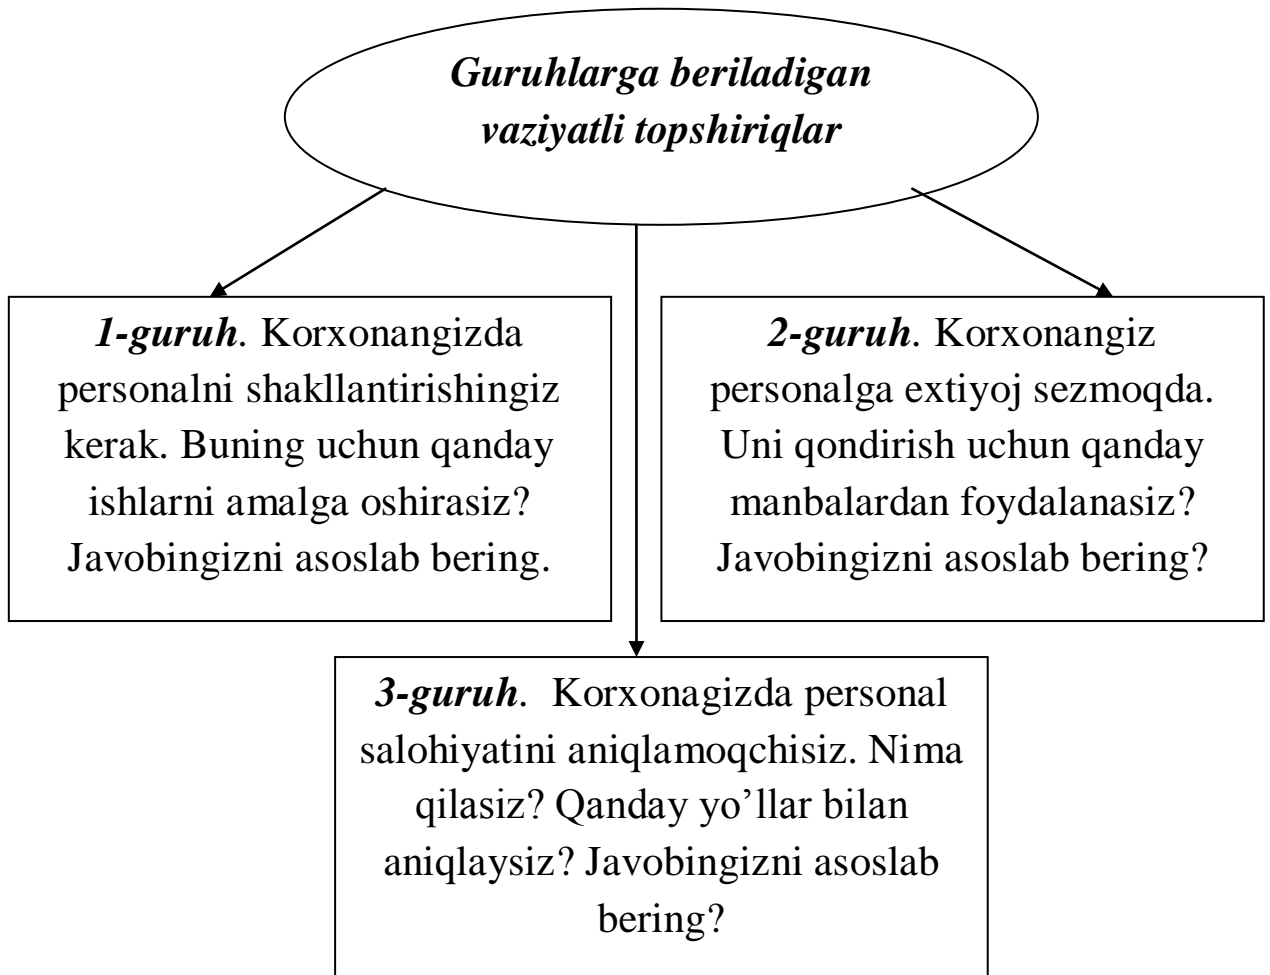 Guruhlarga beriladigan
vaziyatli topshiriqlar
1-guruh. Korxonangizda
personalni shakllantirishingiz
kerak. Buning uchun qanday
ishlarni amalga oshirasiz?
Javobingizni asoslab bering.
2-guruh. Korxonangiz
personalga extiyoj sezmoqda.
Uni qondirish uchun qanday
manbalardan foydalanasiz?
Javobingizni asoslab bering?
3-guruh. Korxonagizda personal
salohiyatini aniqlamoqchisiz. Nima
qilasiz? Qanday yo’llar bilan
aniqlaysiz? Javobingizni asoslab
bering?